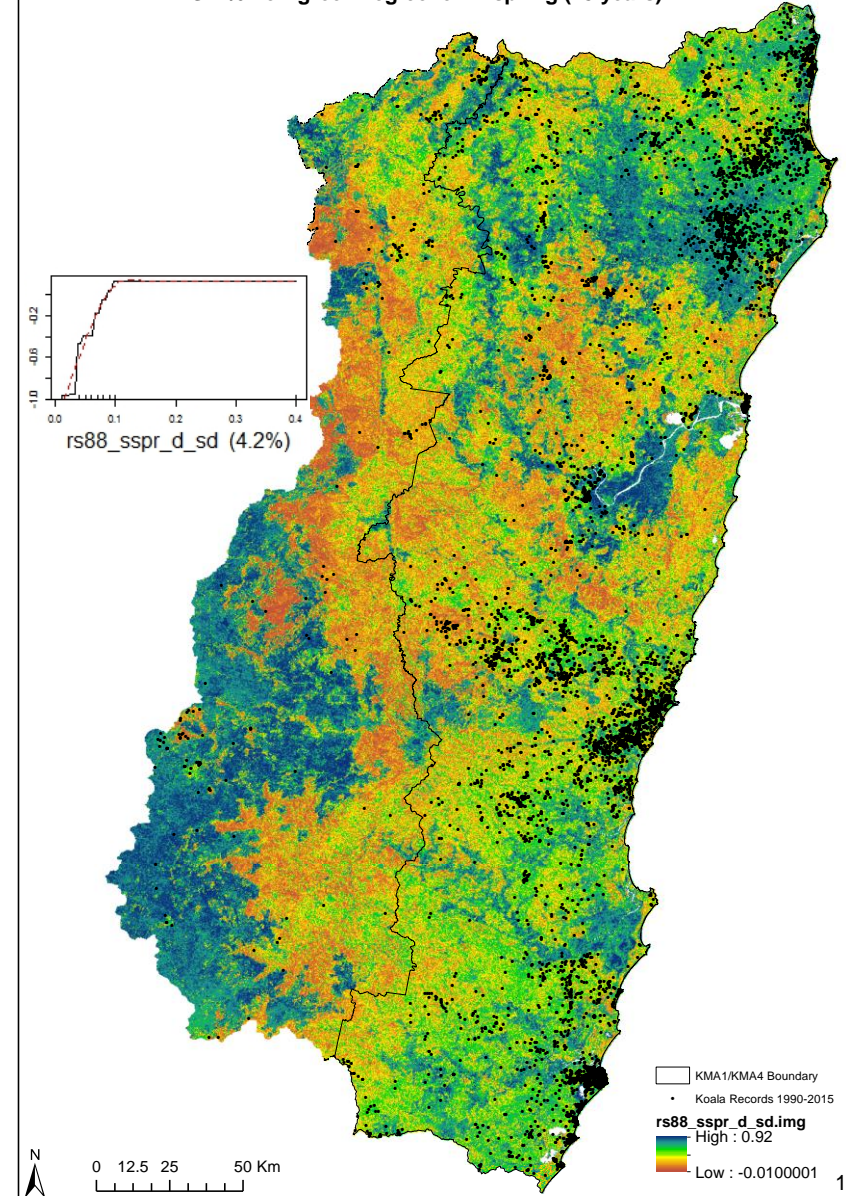 -0.2
-0.6
-1.0
0.0 0.1 0.2 0.3 0.4
rs88_sspr_d_sd (4.2%)
KMA1/KMA4 Boundary
Koala Records 1990-2015
rs88_sspr_d_sd.img
High : 0.92
Low : -0.0100001
N
0 12.5 25 50 Km
1